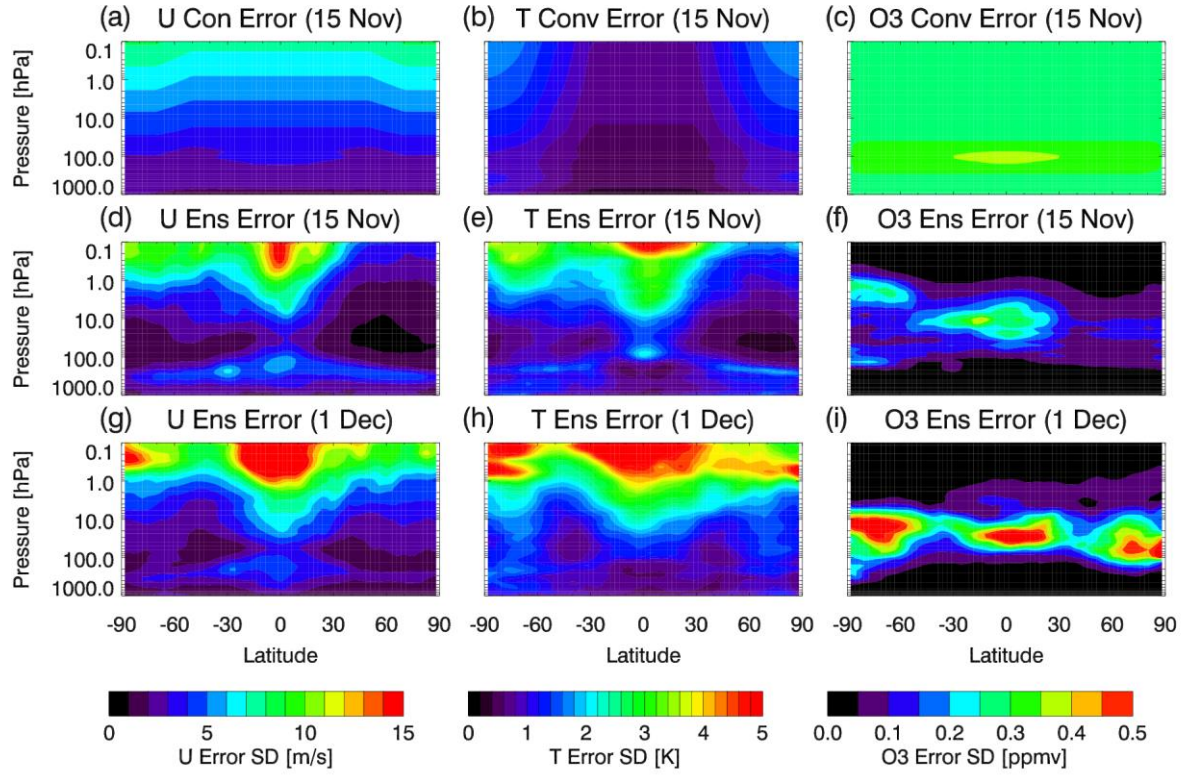 (a) U Con Error (15 Nov) (b) T Conv Error (15 Nov) (c) O3 Conv Error (15 Nov)
Pressure [hPa]
0.1
1.0
10.0
100.0
1000.0
(d) U Ens Error (15 Nov) (e) T Ens Error (15 Nov) (f) O3 Ens Error (15 Nov)
Pressure [hPa]
0.1
1.0
10.0
100.0
1000.0
(g) U Ens Error (1 Dec) (h) T Ens Error (1 Dec) (i) O3 Ens Error (1 Dec)
Pressure [hPa]
0.1
1.0
10.0
100.0
1000.0
-90 -60 -30 0 30 60 90 -90 -60 -30 0 30 60 90 -90 -60 -30 0 30 60 90
Latitude Latitude Latitude
0 5 10 15 0 1 2 3 4 5 0.0 0.1 0.2 0.3 0.4 0.5
U Error SD [m/s] T Error SD [K] O3 Error SD [ppmv]